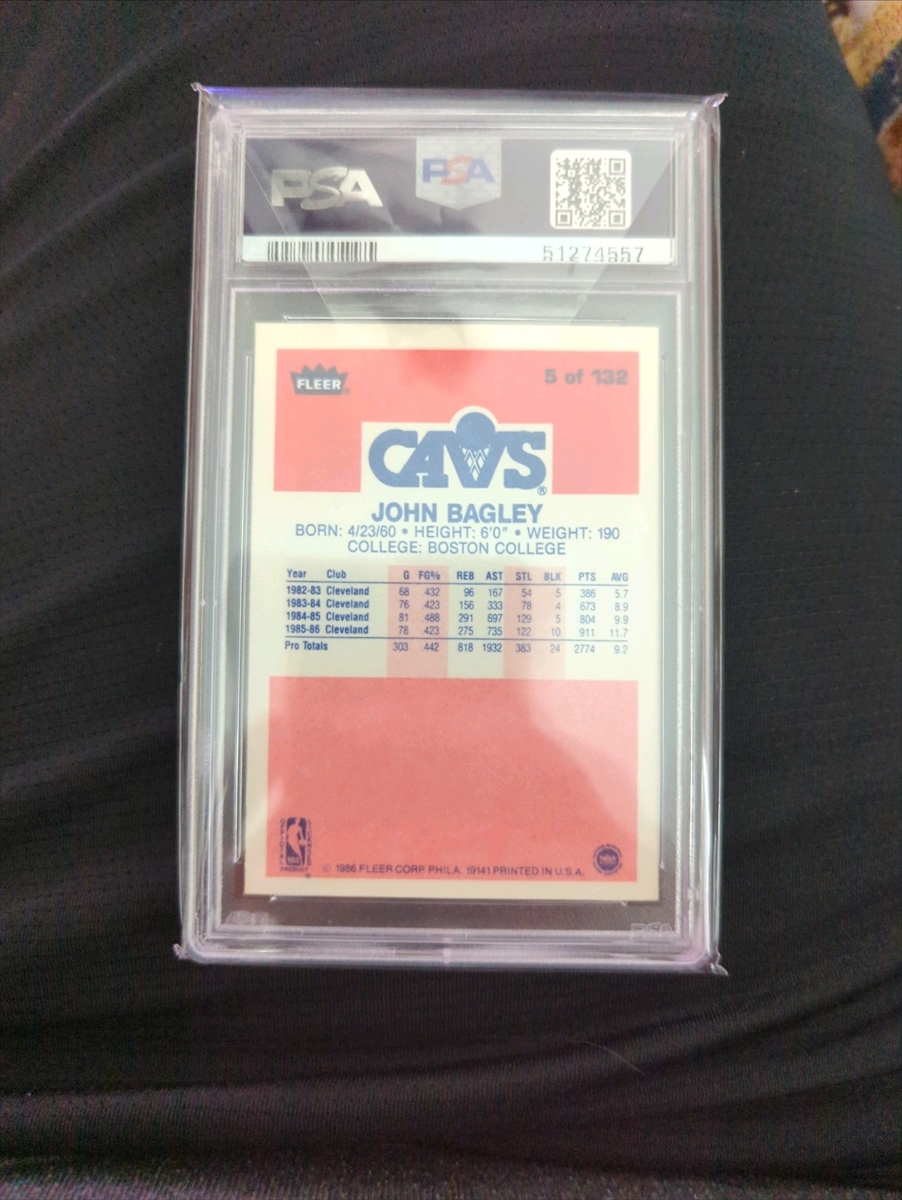 PSA
PSA
51274557
FLEER
5 of 132
CAVS®
JOHN BAGLEY
BORN: 4/23/60 • HEIGHT: 6'0" • WEIGHT: 190
COLLEGE: BOSTON COLLEGE
Year Club G FG% REB AST STL BLK PTS AVG
1982-83 Cleveland 68 .432 96 167 54 5 386 5.7
1983-84 Cleveland 76 .423 156 333 78 4 673 8.9
1984-85 Cleveland 81 .488 291 697 129 5 804 9.9
1985-86 Cleveland 78 .423 275 735 122 10 911 11.7
Pro Totals 303 .442 818 1932 383 24 2774 9.2
OFFICIAL
LICENSED
NBA
PRODUCT
© 1986 FLEER CORP. PHILA. 19141 PRINTED IN U.S.A.
PSA